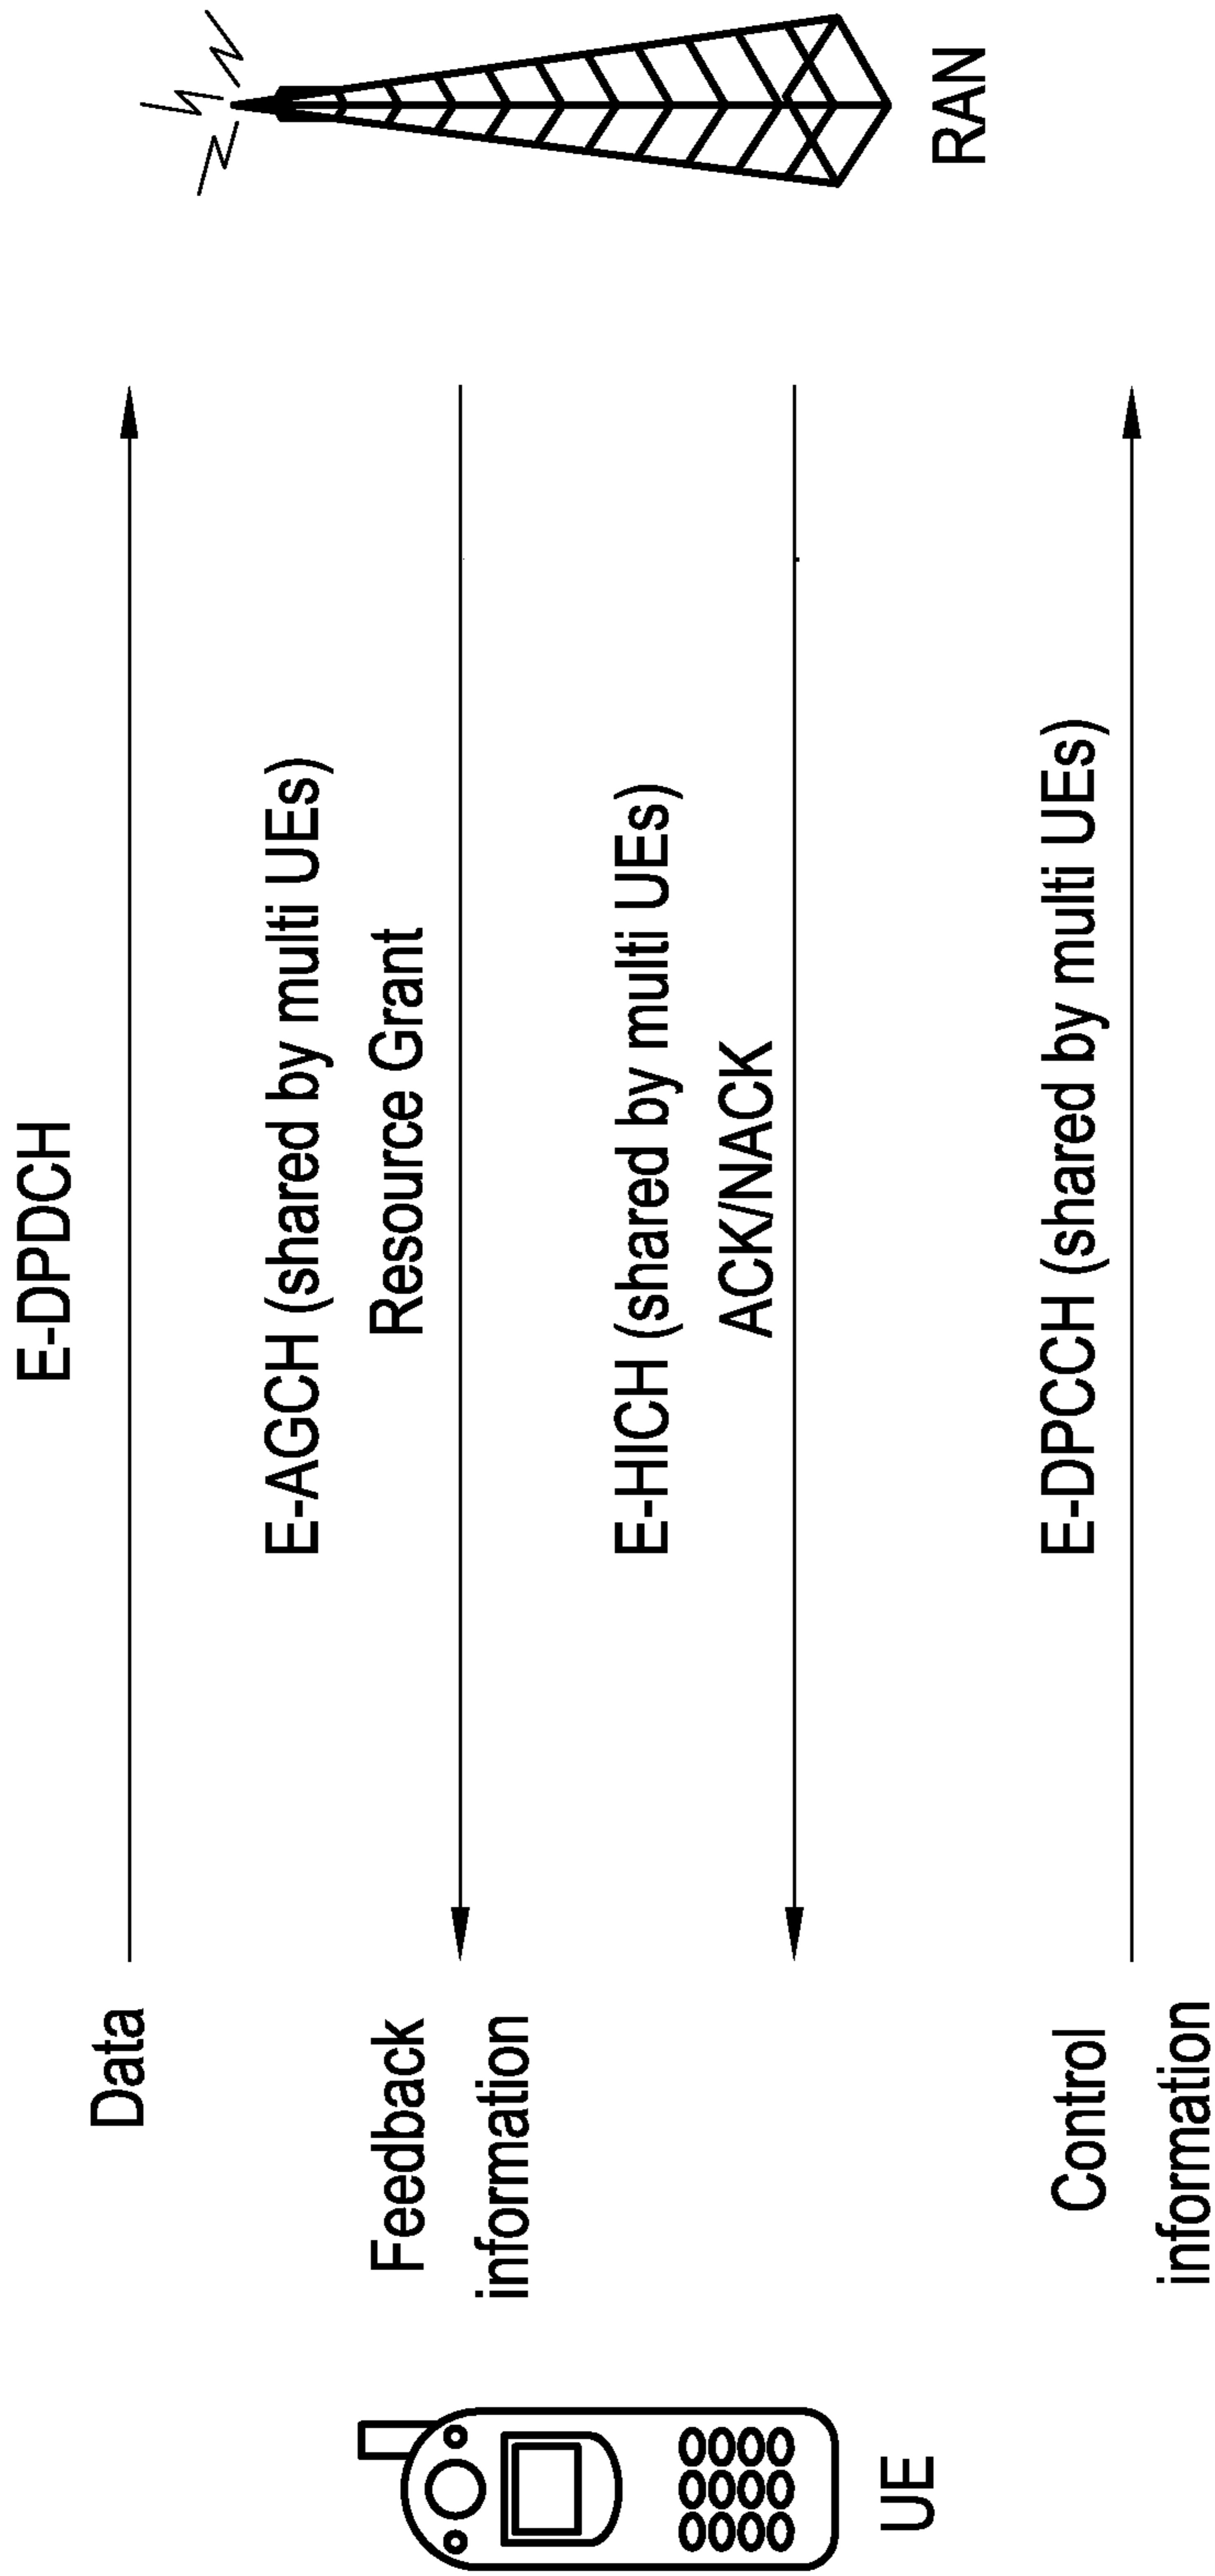 E-DPDCH
Data
E-AGCH (shared by multi UEs)
Resource Grant
Feedback
information
E-HICH (shared by multi UEs)
ACK/NACK
E-DPCCH (shared by multi UEs)
Control
information
UE
RAN